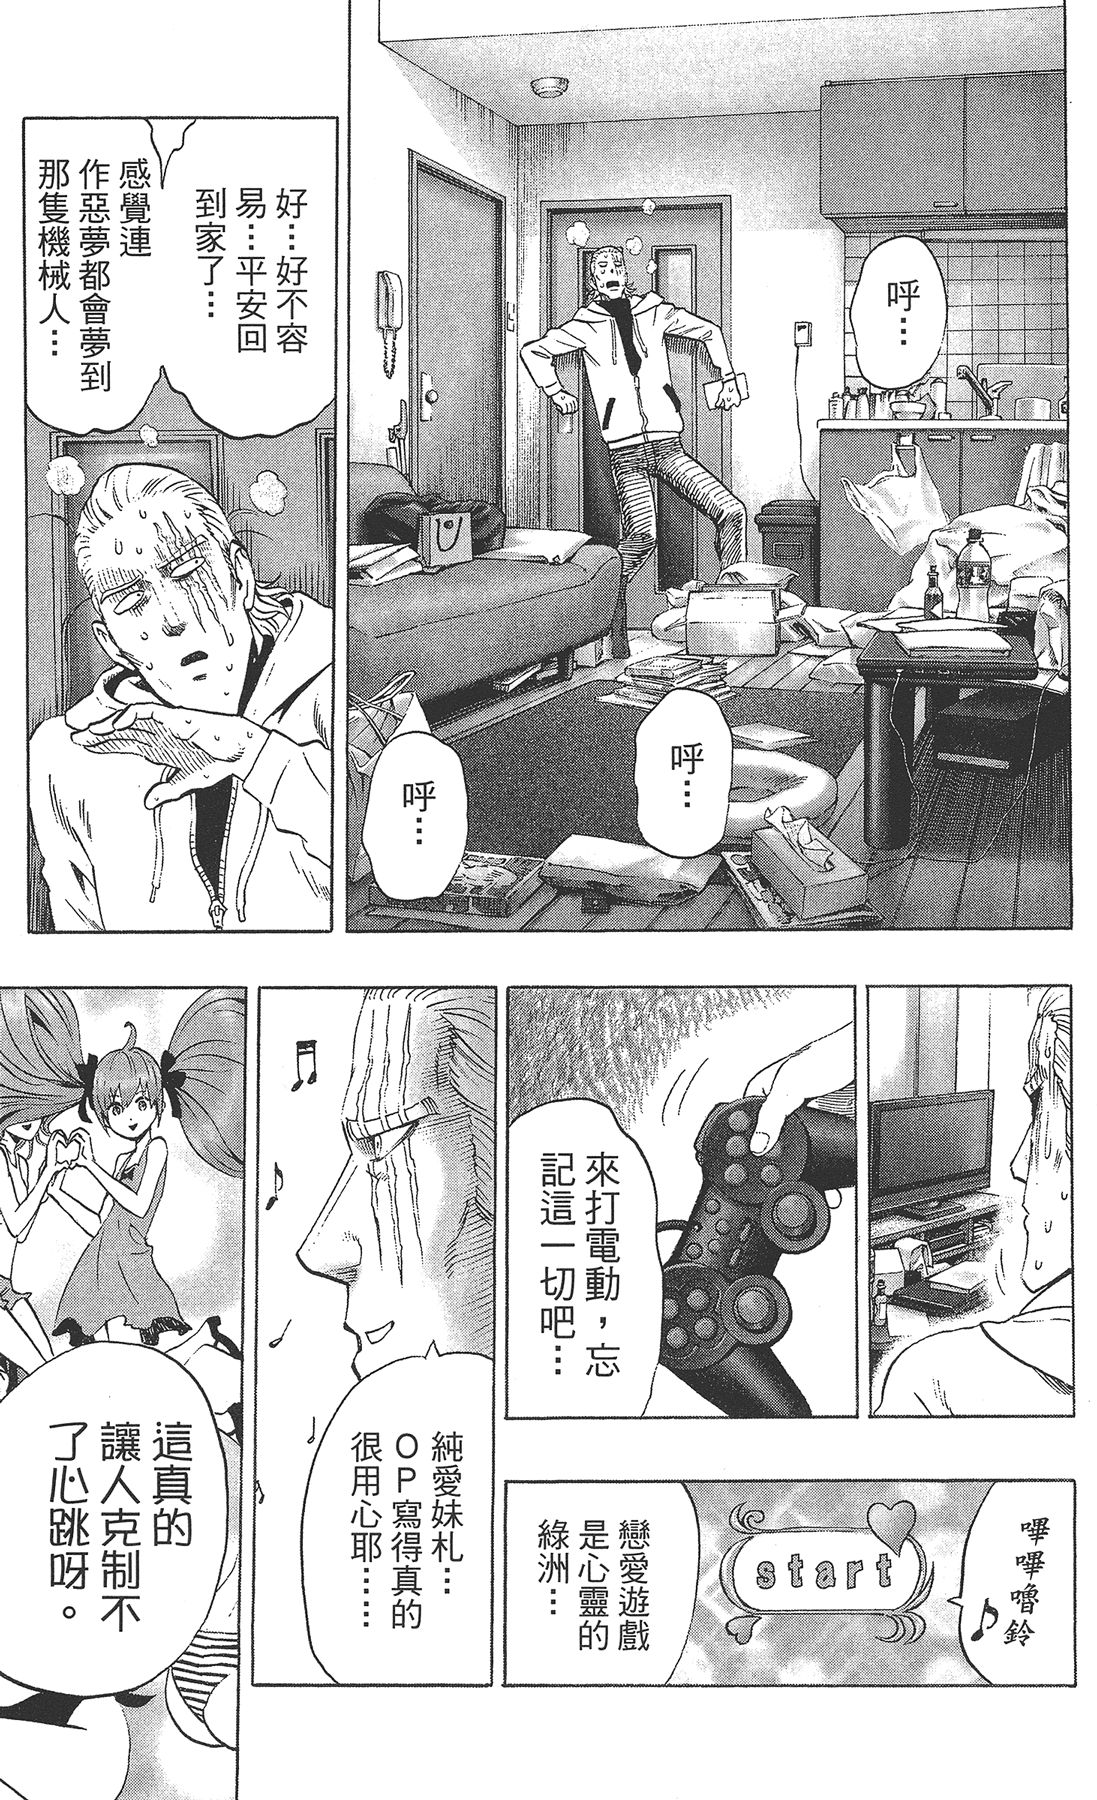 呼…
呼…
呼…
好…好不容
易…平安回
到家了…
感覺連
作惡夢都會夢到
那隻機械人…
來打電動，忘
記這一切吧…
嗶嗶嚕鈴♪
start
戀愛遊戲
是心靈的
綠洲…
純愛妹札…
OP寫得真的
很用心耶……
這真的
讓人克制不
了心跳呀。